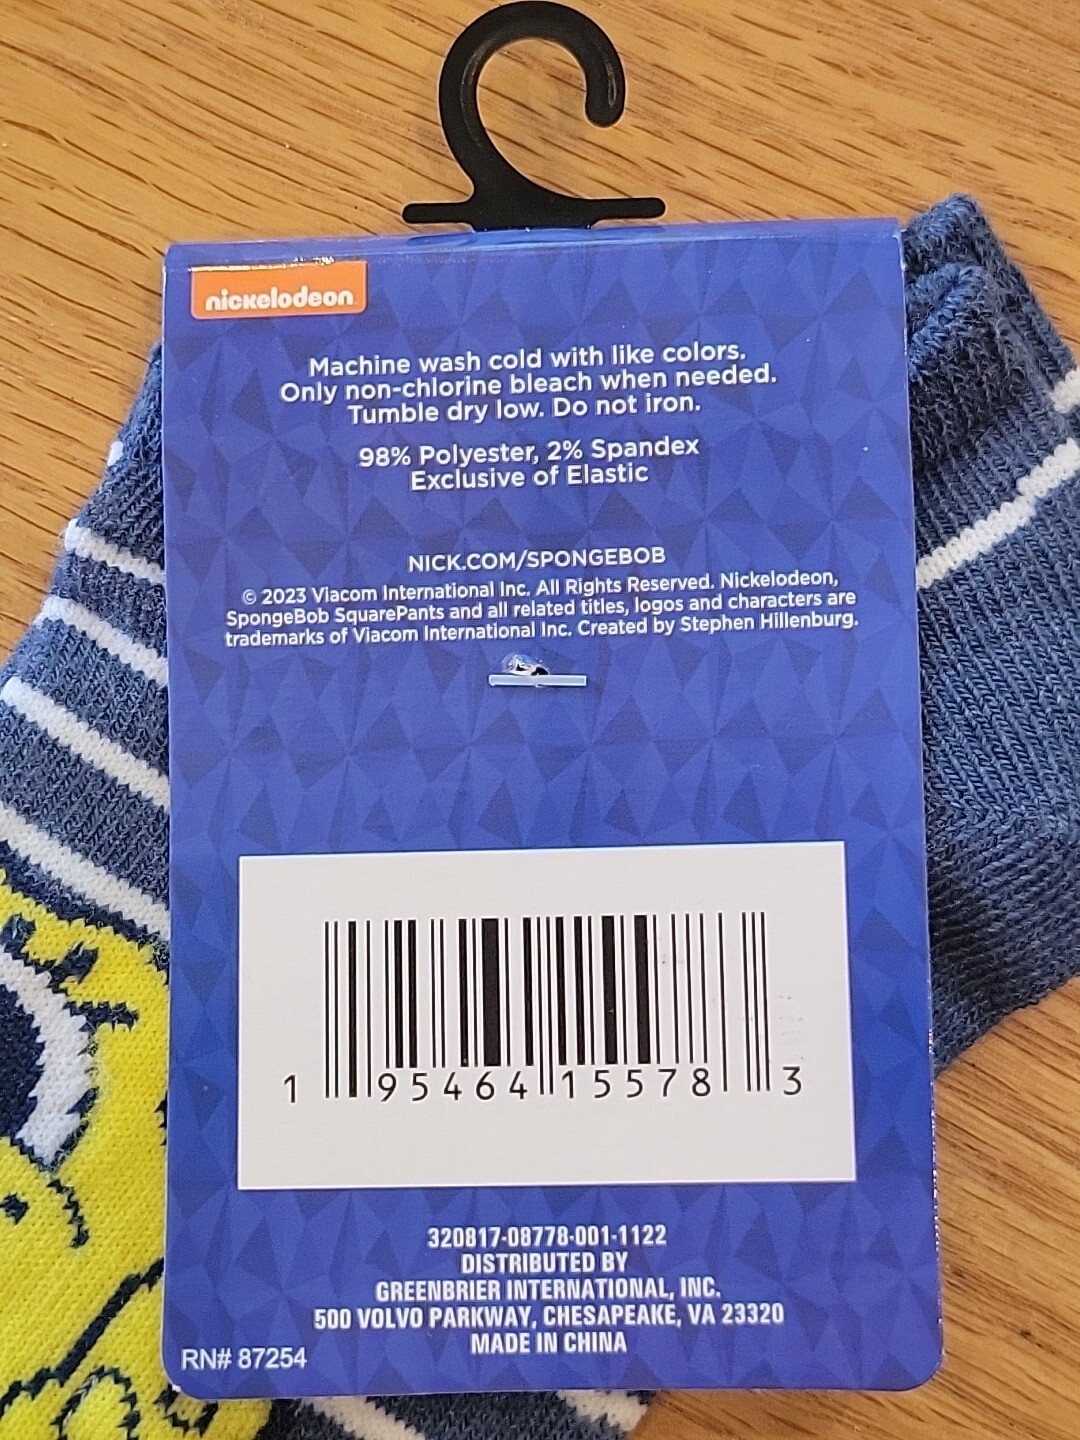 nickelodeon
Machine wash cold with like colors.
Only non-chlorine bleach when needed.
Tumble dry low. Do not iron.
98% Polyester, 2% Spandex
Exclusive of Elastic
NICK.COM/SPONGEBOB
© 2023 Viacom International Inc. All Rights Reserved. Nickelodeon,
SpongeBob SquarePants and all related titles, logos and characters are
trademarks of Viacom International Inc. Created by Stephen Hillenburg.
1 95464 15578 3
320817-08778-001-1122
DISTRIBUTED BY
GREENBRIER INTERNATIONAL, INC.
500 VOLVO PARKWAY, CHESAPEAKE, VA 23320
MADE IN CHINA
RN# 87254